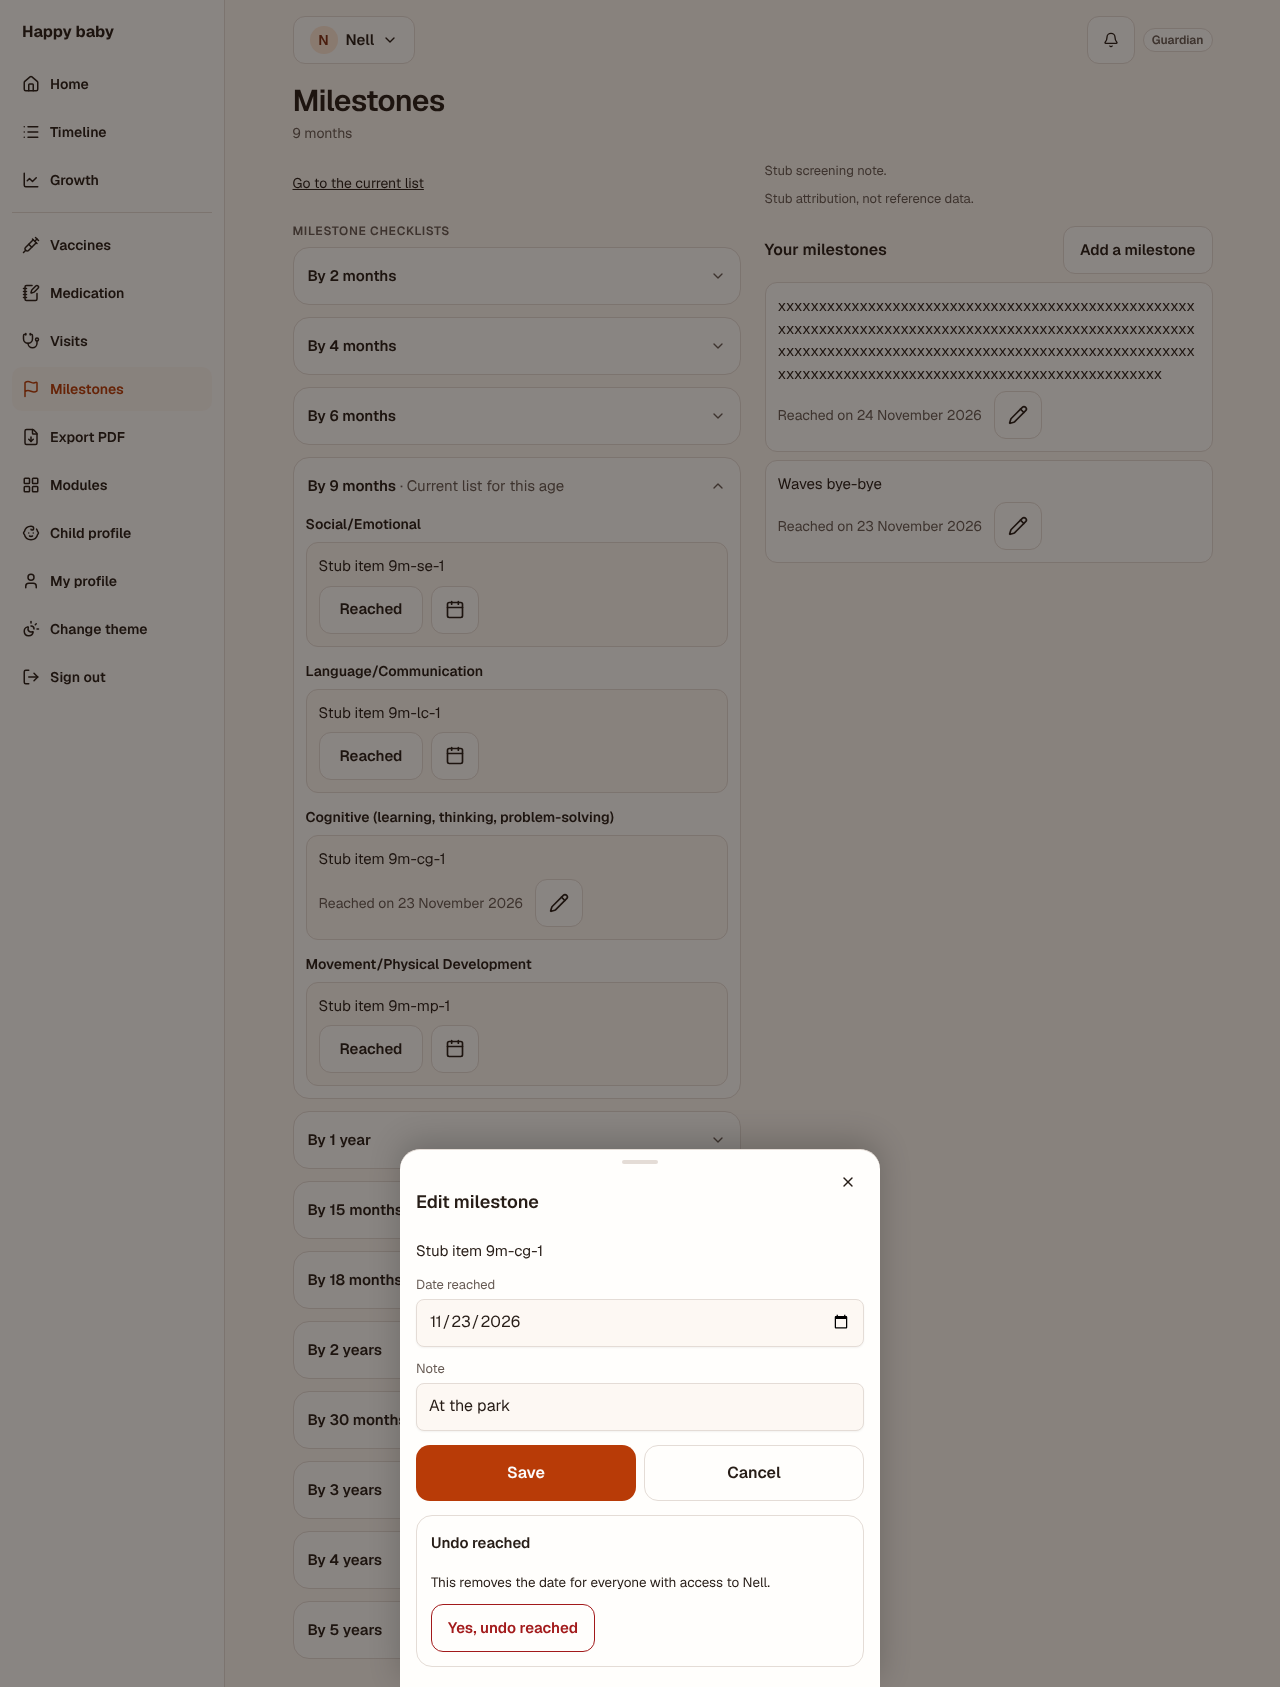 Happy baby
Home
Timeline
Growth
Vaccines
Medication
Visits
Milestones
Export PDF
Modules
Child profile
My profile
Change theme
Sign out
N Nell
Guardian
Milestones
9 months
Go to the current list
MILESTONE CHECKLISTS
By 2 months
By 4 months
By 6 months
By 9 months · Current list for this age
Social/Emotional
Stub item 9m-se-1
Reached
Language/Communication
Stub item 9m-lc-1
Reached
Cognitive (learning, thinking, problem-solving)
Stub item 9m-cg-1
Reached on 23 November 2026
Movement/Physical Development
Stub item 9m-mp-1
Reached
By 1 year
By 15 months
By 18 months
By 2 years
By 30 months
By 3 years
By 4 years
By 5 years
Stub screening note.
Stub attribution, not reference data.
Your milestones
Add a milestone
xxxxxxxxxxxxxxxxxxxxxxxxxxxxxxxxxxxxxxxxxxxxxxxxxxx
xxxxxxxxxxxxxxxxxxxxxxxxxxxxxxxxxxxxxxxxxxxxxxxxxxx
xxxxxxxxxxxxxxxxxxxxxxxxxxxxxxxxxxxxxxxxxxxxxxxxxxx
xxxxxxxxxxxxxxxxxxxxxxxxxxxxxxxxxxxxxxxxxxxxxxx
Reached on 24 November 2026
Waves bye-bye
Reached on 23 November 2026
Edit milestone
Stub item 9m-cg-1
Date reached
11/23/2026
Note
At the park
Save
Cancel
Undo reached
This removes the date for everyone with access to Nell.
Yes, undo reached